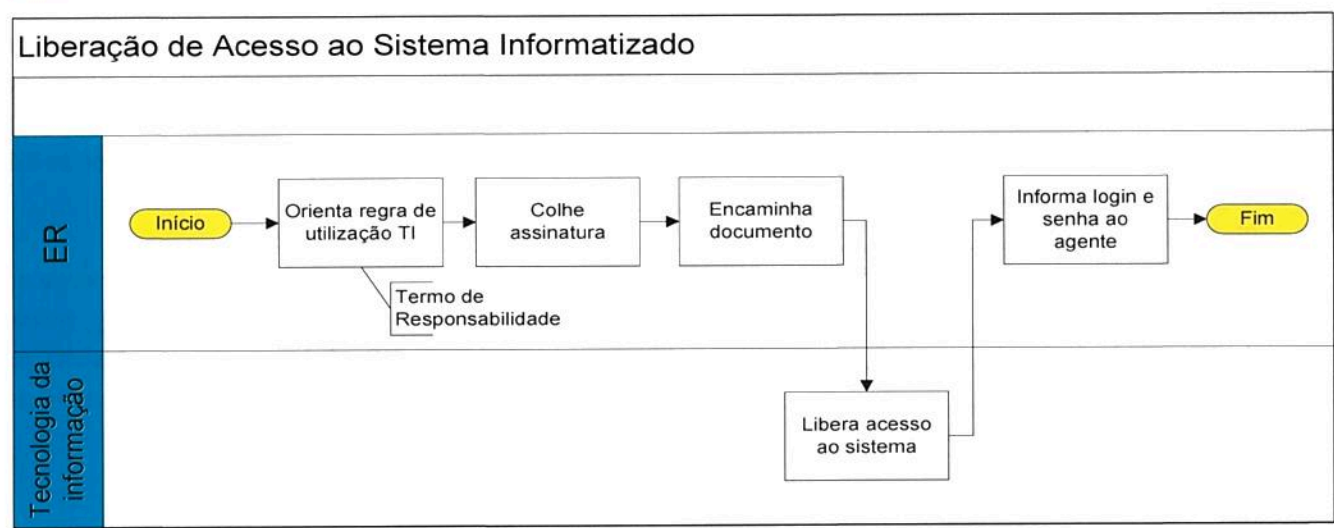 Liberação de Acesso ao Sistema Informatizado
ER
Início
Orienta regra de
utilização TI
Colhe
assinatura
Encaminha
documento
Informa login e
senha ao
agente
Fim
Termo de
Responsabilidade
Tecnologia da
informação
Libera acesso
ao sistema